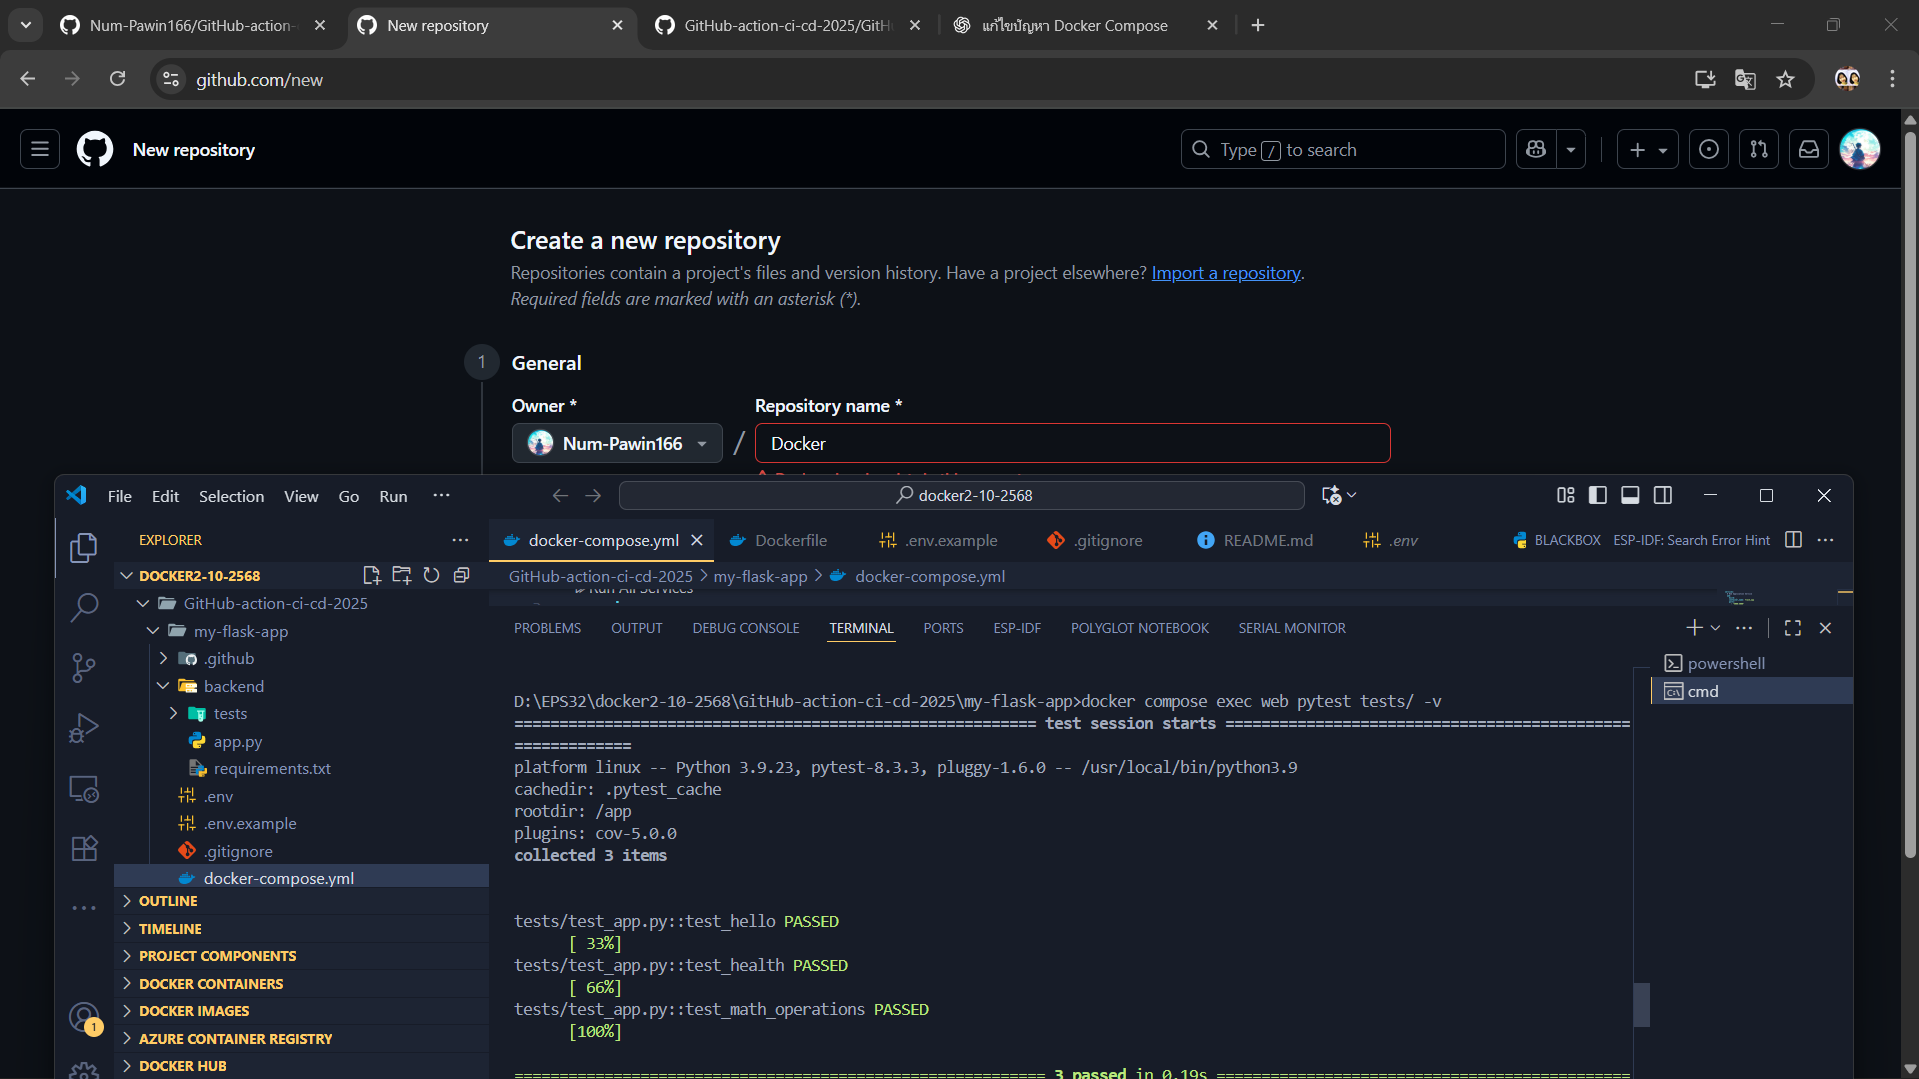 Num-Pawin166/GitHub-action-
New repository
GitHub-action-ci-cd-2025/GitH
แก้ไขปัญหา Docker Compose
github.com/new
New repository
Type / to search
Create a new repository
Repositories contain a project's files and version history. Have a project elsewhere? Import a repository.
Required fields are marked with an asterisk (*).
1
General
Owner *
Repository name *
Num-Pawin166
/
Docker
File Edit Selection View Go Run ...
docker2-10-2568
EXPLORER
docker-compose.yml
Dockerfile
.env.example
.gitignore
README.md
.env
BLACKBOX
ESP-IDF: Search Error Hint
DOCKER2-10-2568
GitHub-action-ci-cd-2025 > my-flask-app > docker-compose.yml
Run All Services
GitHub-action-ci-cd-2025
my-flask-app
.github
backend
tests
app.py
requirements.txt
.env
.env.example
.gitignore
docker-compose.yml
OUTLINE
TIMELINE
PROJECT COMPONENTS
DOCKER CONTAINERS
DOCKER IMAGES
AZURE CONTAINER REGISTRY
DOCKER HUB
1
PROBLEMS OUTPUT DEBUG CONSOLE TERMINAL PORTS ESP-IDF POLYGLOT NOTEBOOK SERIAL MONITOR
powershell
cmd
D:\EPS32\docker2-10-2568\GitHub-action-ci-cd-2025\my-flask-app>docker compose exec web pytest tests/ -v
========================================================== test session starts =============================================
=============
platform linux -- Python 3.9.23, pytest-8.3.3, pluggy-1.6.0 -- /usr/local/bin/python3.9
cachedir: .pytest_cache
rootdir: /app
plugins: cov-5.0.0
collected 3 items
tests/test_app.py::test_hello PASSED
[ 33%]
tests/test_app.py::test_health PASSED
[ 66%]
tests/test_app.py::test_math_operations PASSED
[100%]
=========================================================== 3 passed in 0.19s ==============================================